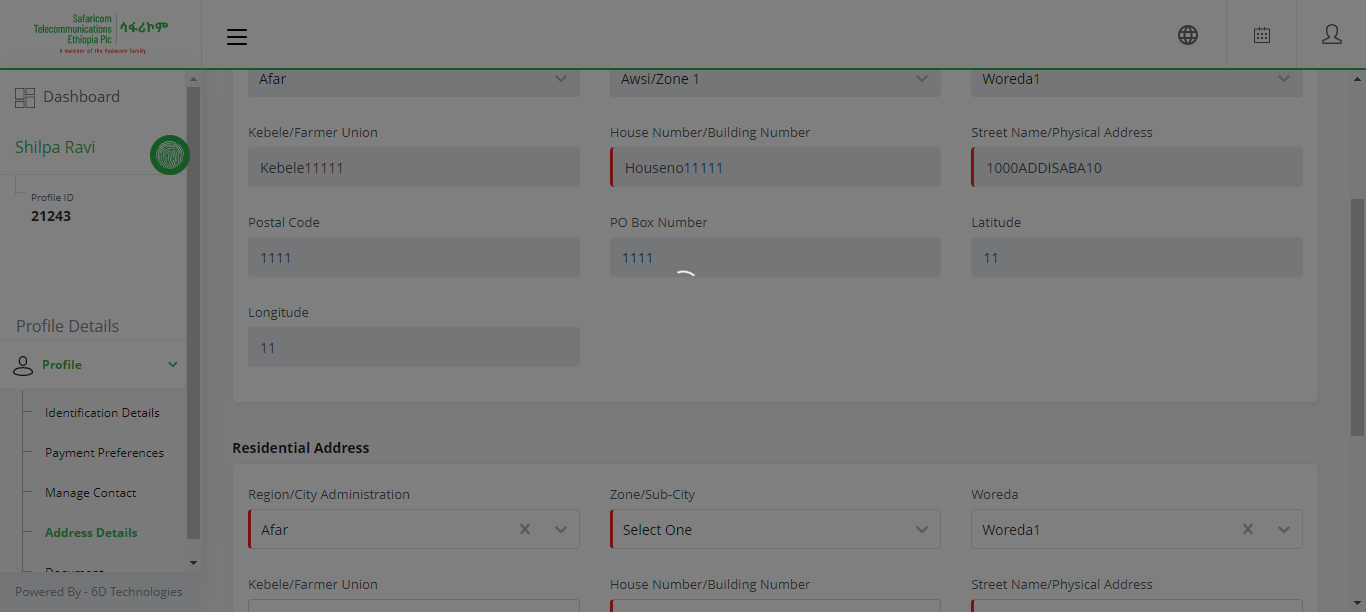 Safaricom
Telecommunications
Ethiopia Plc
ሳፋሪኮም
A member of the Vodacom family
Dashboard
Shilpa Ravi
Profile ID
21243
Profile Details
Profile
Identification Details
Payment Preferences
Manage Contact
Address Details
Document
Powered By - 6D Technologies
Afar
Awsi/Zone 1
Woreda1
Kebele/Farmer Union
House Number/Building Number
Street Name/Physical Address
Kebele11111
Houseno11111
1000ADDISABA10
Postal Code
PO Box Number
Latitude
1111
1111
11
Longitude
11
Residential Address
Region/City Administration
Zone/Sub-City
Woreda
Afar
Select One
Woreda1
Kebele/Farmer Union
House Number/Building Number
Street Name/Physical Address